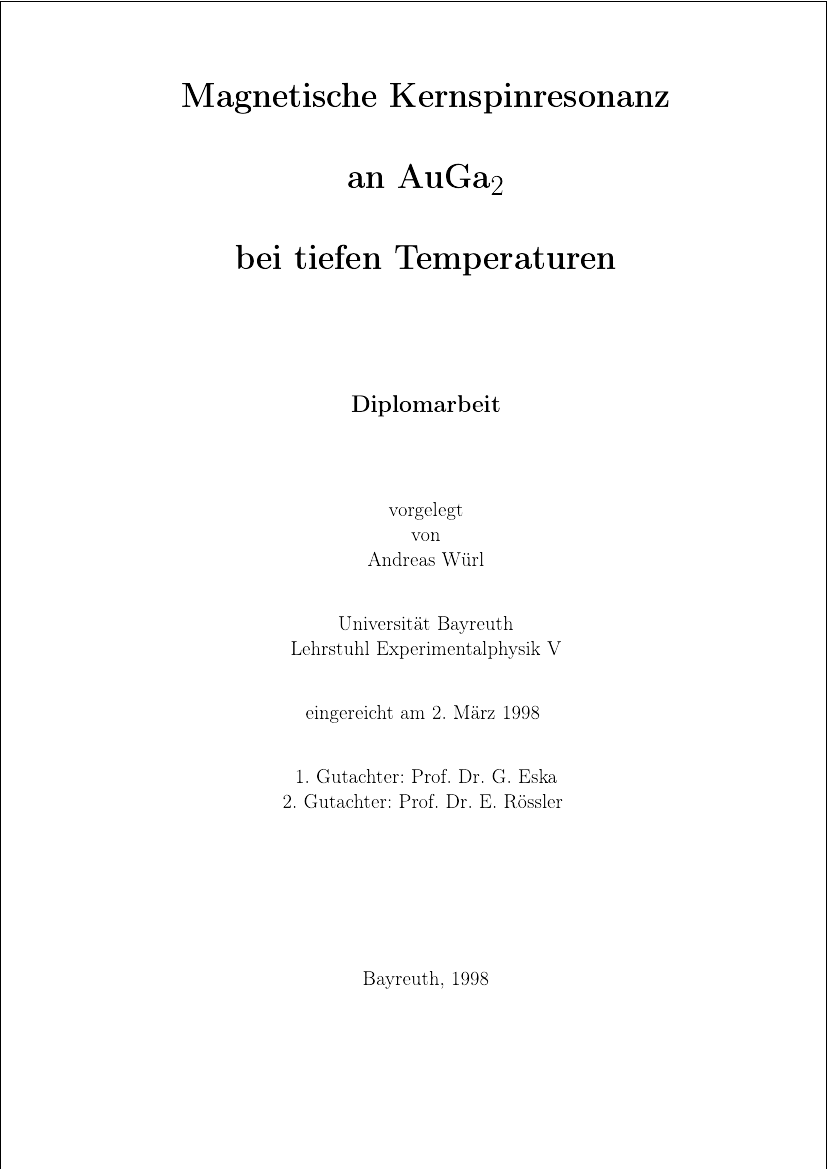 Magnetische Kernspinresonanz
an AuGa₂
bei tiefen Temperaturen
Diplomarbeit
vorgelegt
von
Andreas Würl
Universität Bayreuth
Lehrstuhl Experimentalphysik V
eingereicht am 2. März 1998
1. Gutachter: Prof. Dr. G. Eska
2. Gutachter: Prof. Dr. E. Rössler
Bayreuth, 1998